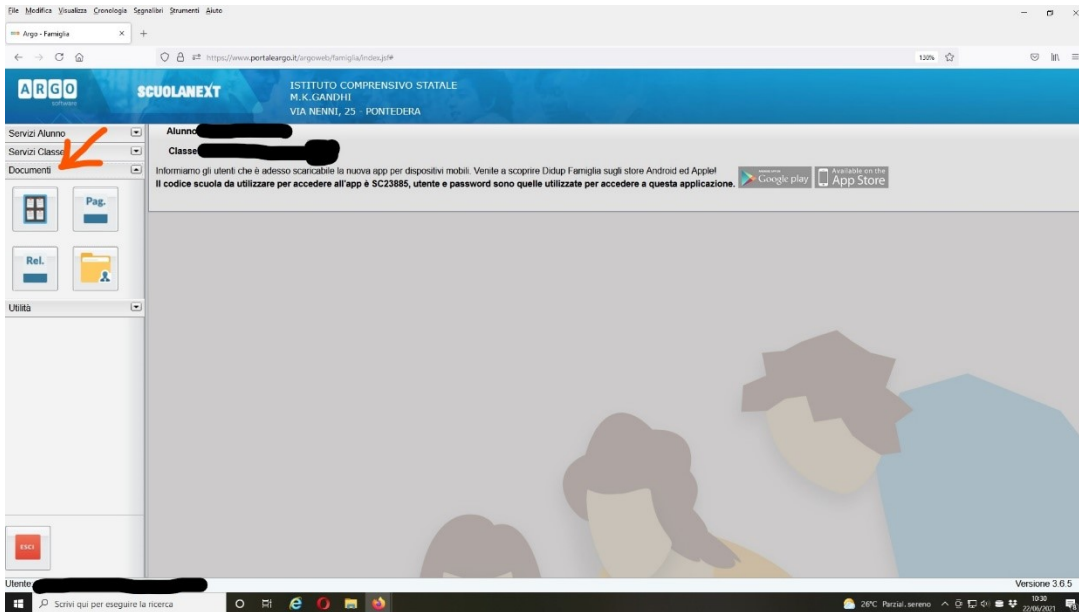 File Modifica Visualizza Cronologia Segnalibri Strumenti Aiuto
Argo - Famiglia
https://www.portaleargo.it/argoweb/famiglia/index.jsf#
130%
ARGO
software
SCUOLANEXT
ISTITUTO COMPRENSIVO STATALE
M.K.GANDHI
VIA NENNI, 25 - PONTEDERA
Servizi Alunno
Servizi Classe
Documenti
Pag.
Rel.
Utilità
ESCI
Alunno
Classe
Informiamo gli utenti che è adesso scaricabile la nuova app per dispositivi mobili. Venite a scoprire Didup Famiglia sugli store Android ed Apple!
Il codice scuola da utilizzare per accedere all'app è SC23885, utente e password sono quelle utilizzate per accedere a questa applicazione.
Google play
Available on the
App Store
Utente
Versione 3.6.5
Scrivi qui per eseguire la ricerca
26°C Parzial. sereno
10:30
22/06/2021